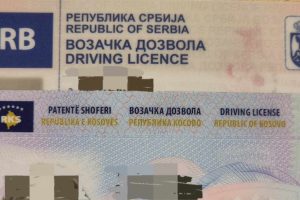 RB
РЕПУБЛИКА СРБИЈА
REPUBLIC OF SERBIA
ВОЗАЧКА ДОЗВОЛА
DRIVING LICENCE
RKS
PATENTË SHOFERI ВОЗАЧКА ДОЗВОЛА DRIVING LICENSE
REPUBLIKA E KOSOVËS РЕПУБЛИКА КОСОВО REPUBLIC OF KOSOVO